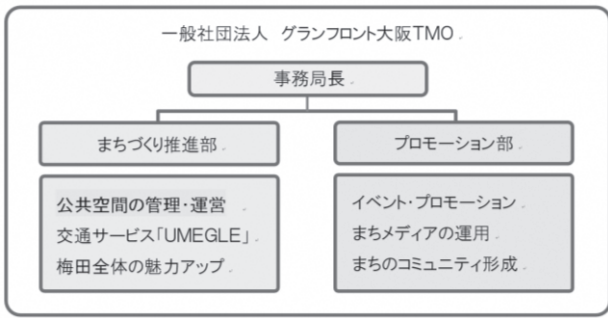 一般社団法人 グランフロント大阪TMO
事務局長
まちづくり推進部
プロモーション部
公共空間の管理・運営
交通サービス「UMEGLE」
梅田全体の魅力アップ
イベント・プロモーション
まちメディアの運用
まちのコミュニティ形成